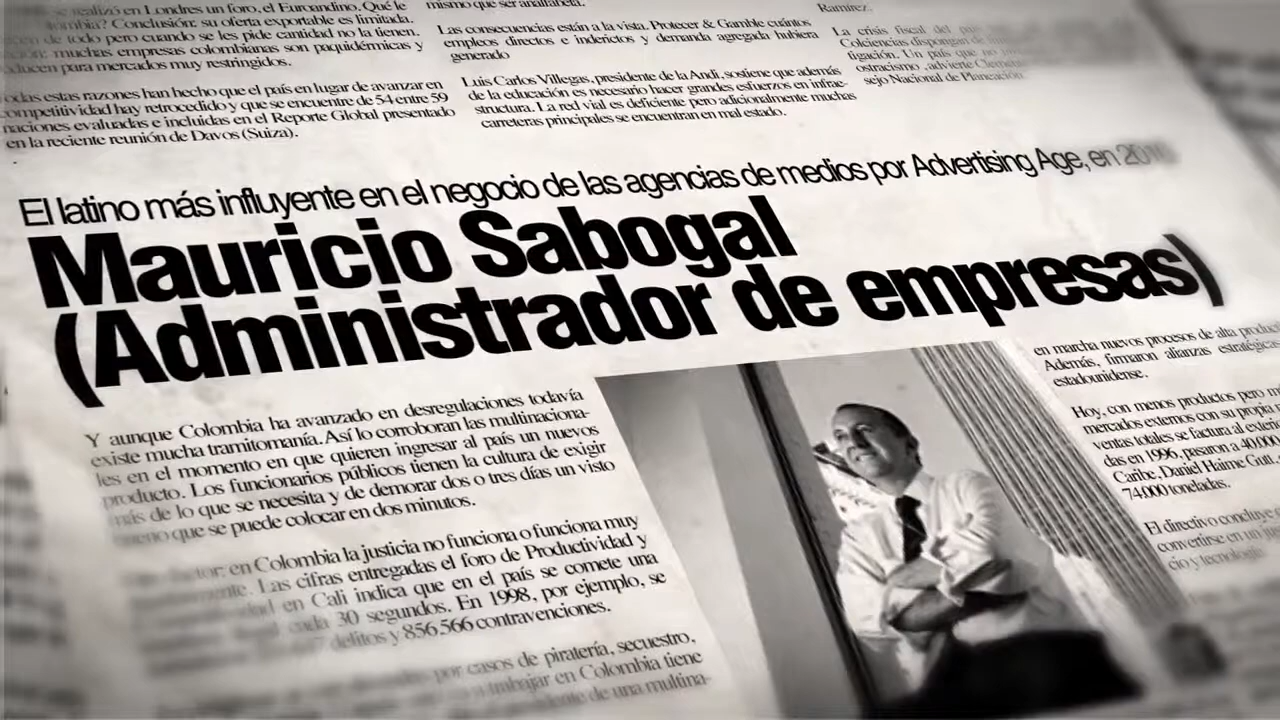 se realizó en Londres un foro, el Euroandino. Qué le
Colombia? Conclusión: su oferta exportable es limitada.
de todo pero cuando se les pide cantidad no la tienen.
muchas empresas colombianas son paquidérmicas y
producen para mercados muy restringidos.
todas estas razones han hecho que el país en lugar de avanzar en
competitividad hay retrocedido y que se encuentre de 54 entre 59
naciones evaluadas e incluidas en el Reporte Global presentado
en la reciente reunión de Davos (Suiza).
mismo que ser analfabeta.
Las consecuencias están a la vista. Protecer & Gamble cuántos
empleos directos e inderictos y demanda agregada hubiera
generado
Luis Carlos Villegas, presidente de la Andi, sostiene que además
de la educación es necesario hacer grandes esfuerzos en infrae-
structura. La red vial es deficiente pero adicionalmente muchas
carreteras principales se encuentran en mal estado.
Ramírez.
La crisis fiscal del
Colciencias dispongan de
figación. Un país que no
ostracismo, advierte
sejo Nacional de Planeación.
El latino más influyente en el negocio de las agencias de medios por Advertising Age, en
Mauricio Sabogal
(Administrador de empresas)
Y aunque Colombia ha avanzado en desregulaciones todavía
existe mucha tramitomanía. Así lo corroboran las multinaciona-
les en el momento en que quieren ingresar al país un nuevos
producto. Los funcionarios públicos tienen la cultura de exigir
más de lo que se necesita y de demorar dos o tres días un visto
bueno que se puede colocar en dos minutos.
factor: en Colombia la justicia no funciona o funciona muy
Las cifras entregadas el foro de Productividad y
en Cali indica que en el país se comete una
cada 30 segundos. En 1998, por ejemplo, se
delitos y 856.566 contravenciones.
por casos de piratería, secuestro,
a trabajar en Colombia tiene
presidente de una multina-
en marcha nuevos procesos de alta
Además, firmaron alianzas estratégicas
estadounidense.
Hoy, con menos productos pero
mercados externos con su propia
ventas totales se factura al
das en 1996, pasaron a 40.000
Caribe, Daniel Haime Gutt,
74.000 toneladas.
El directivo concluye
convertirse en un
cio y tecnología